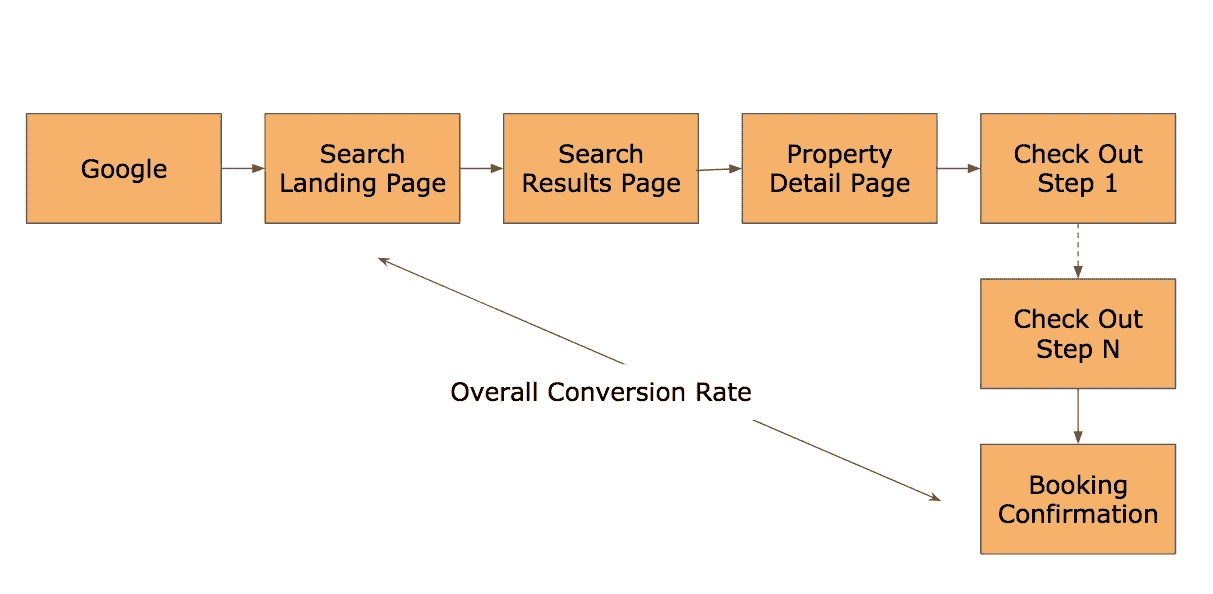 Google
Search
Landing Page
Search
Results Page
Property
Detail Page
Check Out
Step 1
Check Out
Step N
Overall Conversion Rate
Booking
Confirmation